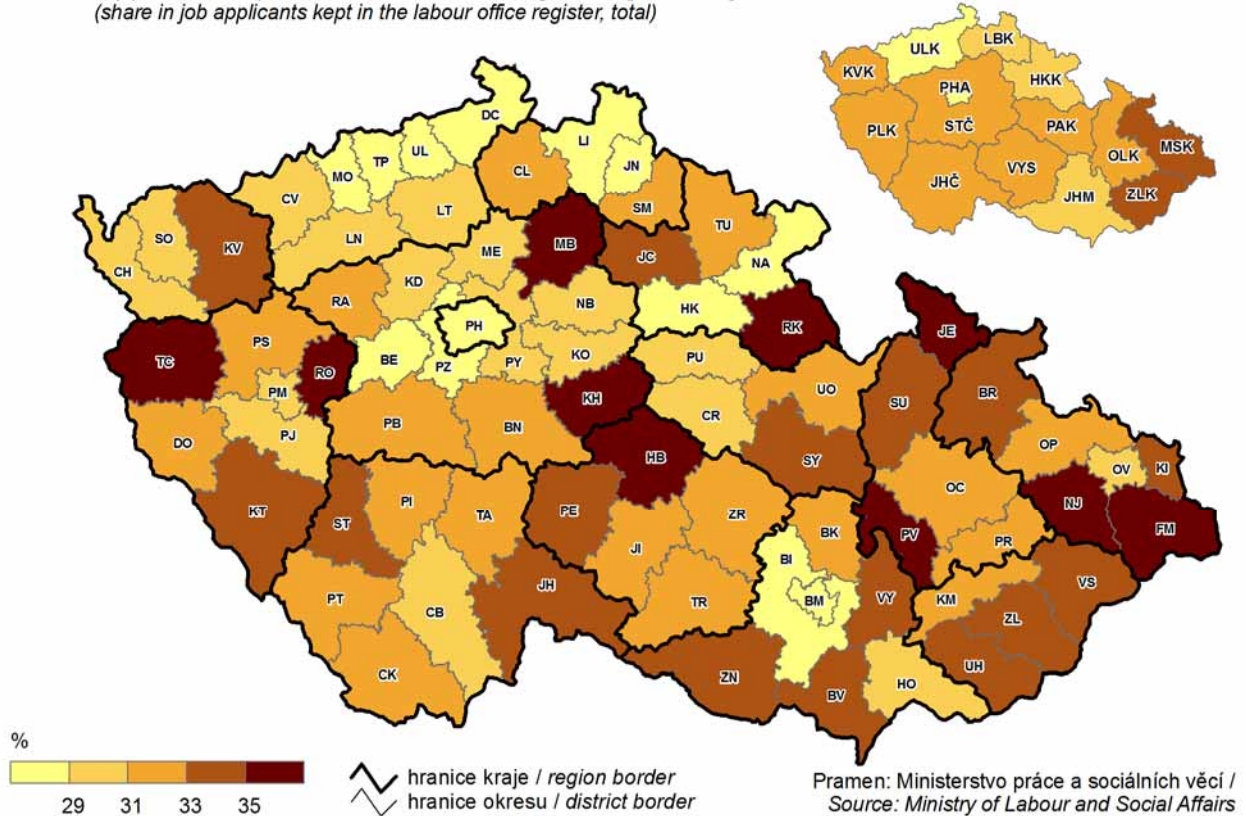 (share in job applicants kept in the labour office register, total)
LBK
ULK
KVK
HKK
PHA
PLK
STČ
PAK
MSK
OLK
VYS
JHČ
JHM
ZLK
DC
UL
LI
TP
JN
MO
CL
CV
LT
SM
TU
SO
KV
LN
ME
MB
JC
NA
CH
KD
RA
NB
HK
PH
RK
JE
PS
TC
BE
PZ
PY
KO
PU
RO
PM
KH
UO
SU
BR
CR
PB
BN
DO
PJ
OP
HB
SY
OV
KI
KT
ST
PI
TA
PE
ZR
OC
NJ
FM
JI
BK
PV
PR
BI
PT
CB
JH
TR
BM
VY
KM
VS
ZL
CK
ZN
BV
HO
UH
%
29 31 33 35
hranice kraje / region border
hranice okresu / district border
Pramen: Ministerstvo práce a sociálních věcí /
Source: Ministry of Labour and Social Affairs